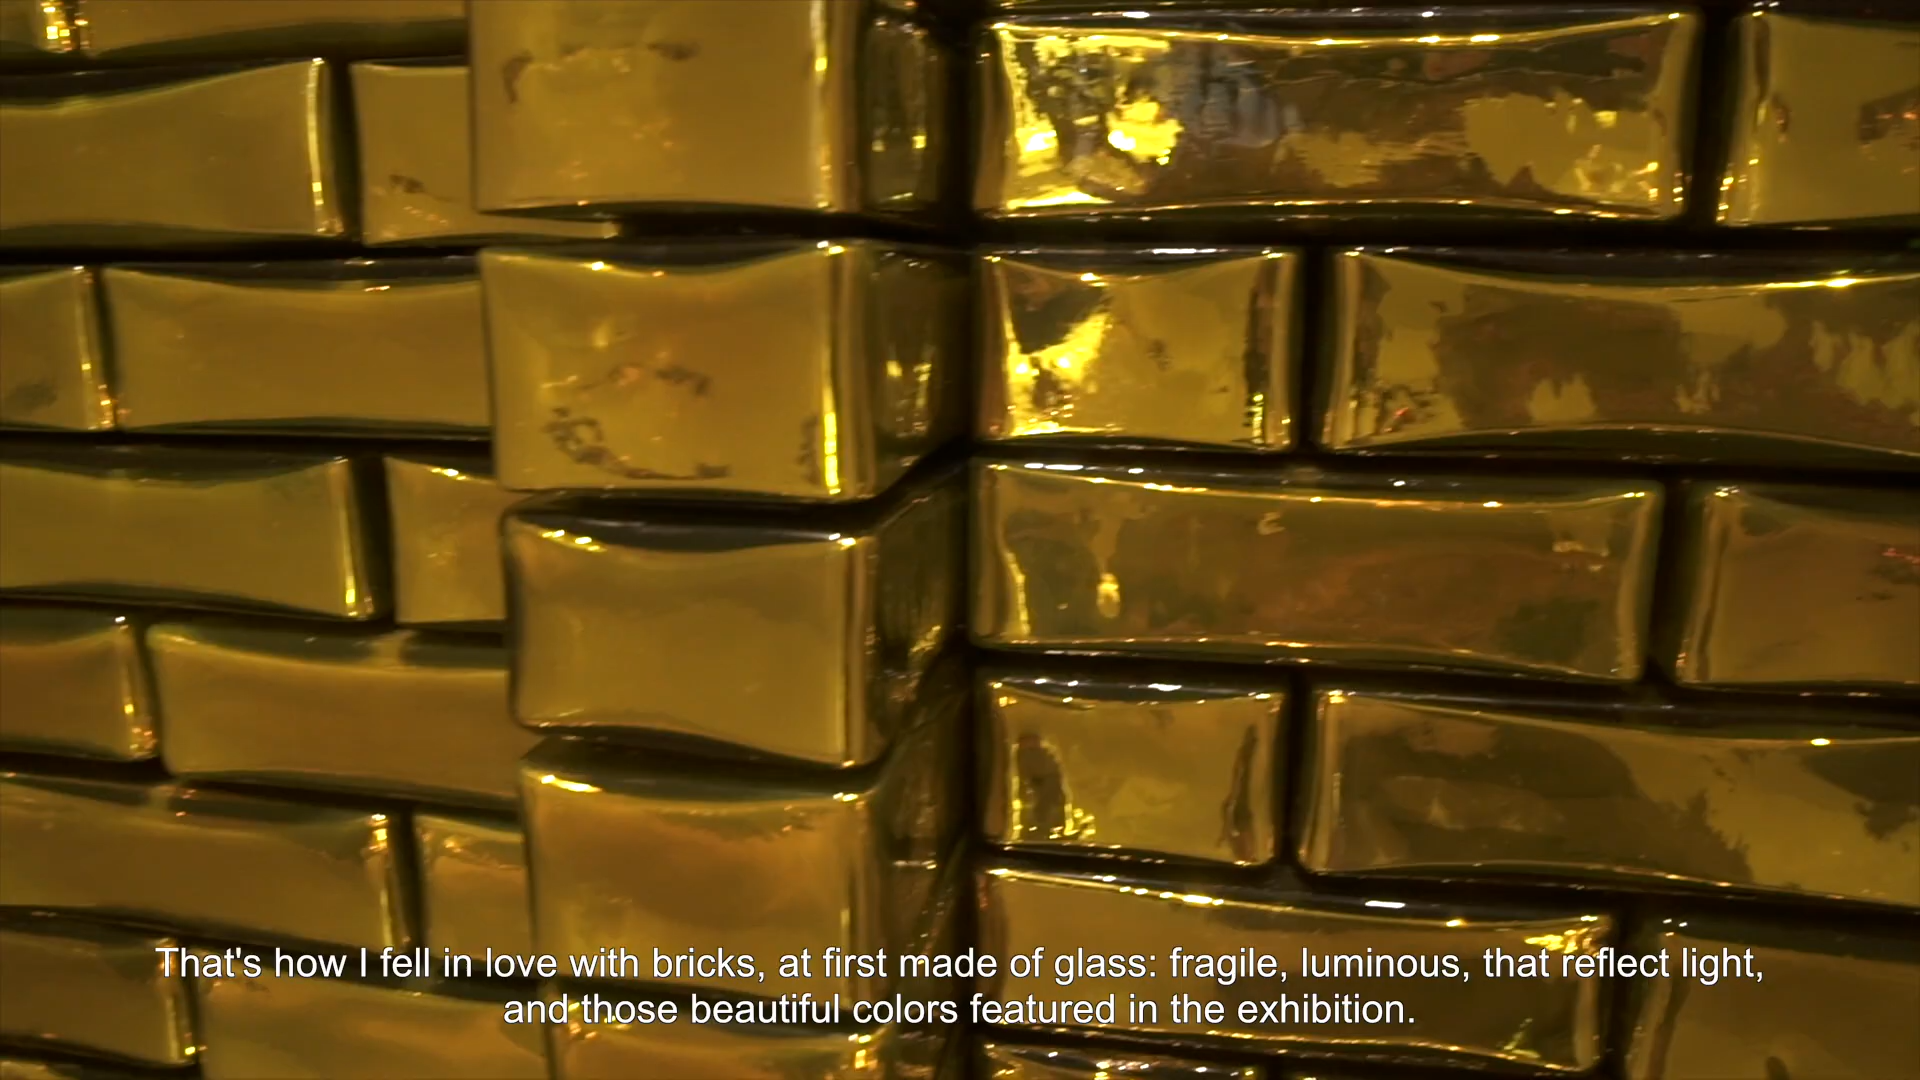 That's how I fell in love with bricks, at first made of glass: fragile, luminous, that reflect light,
and those beautiful colors featured in the exhibition.